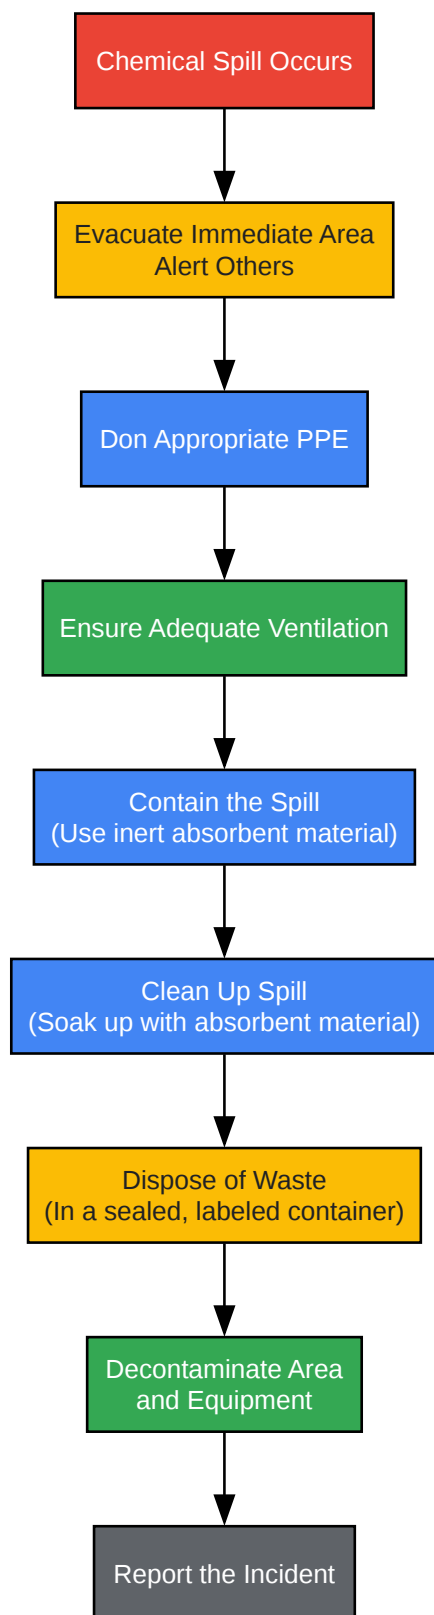 Chemical Spill Occurs
Evacuate Immediate Area
Alert Others
Don Appropriate PPE
Ensure Adequate Ventilation
Contain the Spill
(Use inert absorbent material)
Clean Up Spill
(Soak up with absorbent material)
Dispose of Waste
(In a sealed, labeled container)
Decontaminate Area
and Equipment
Report the Incident